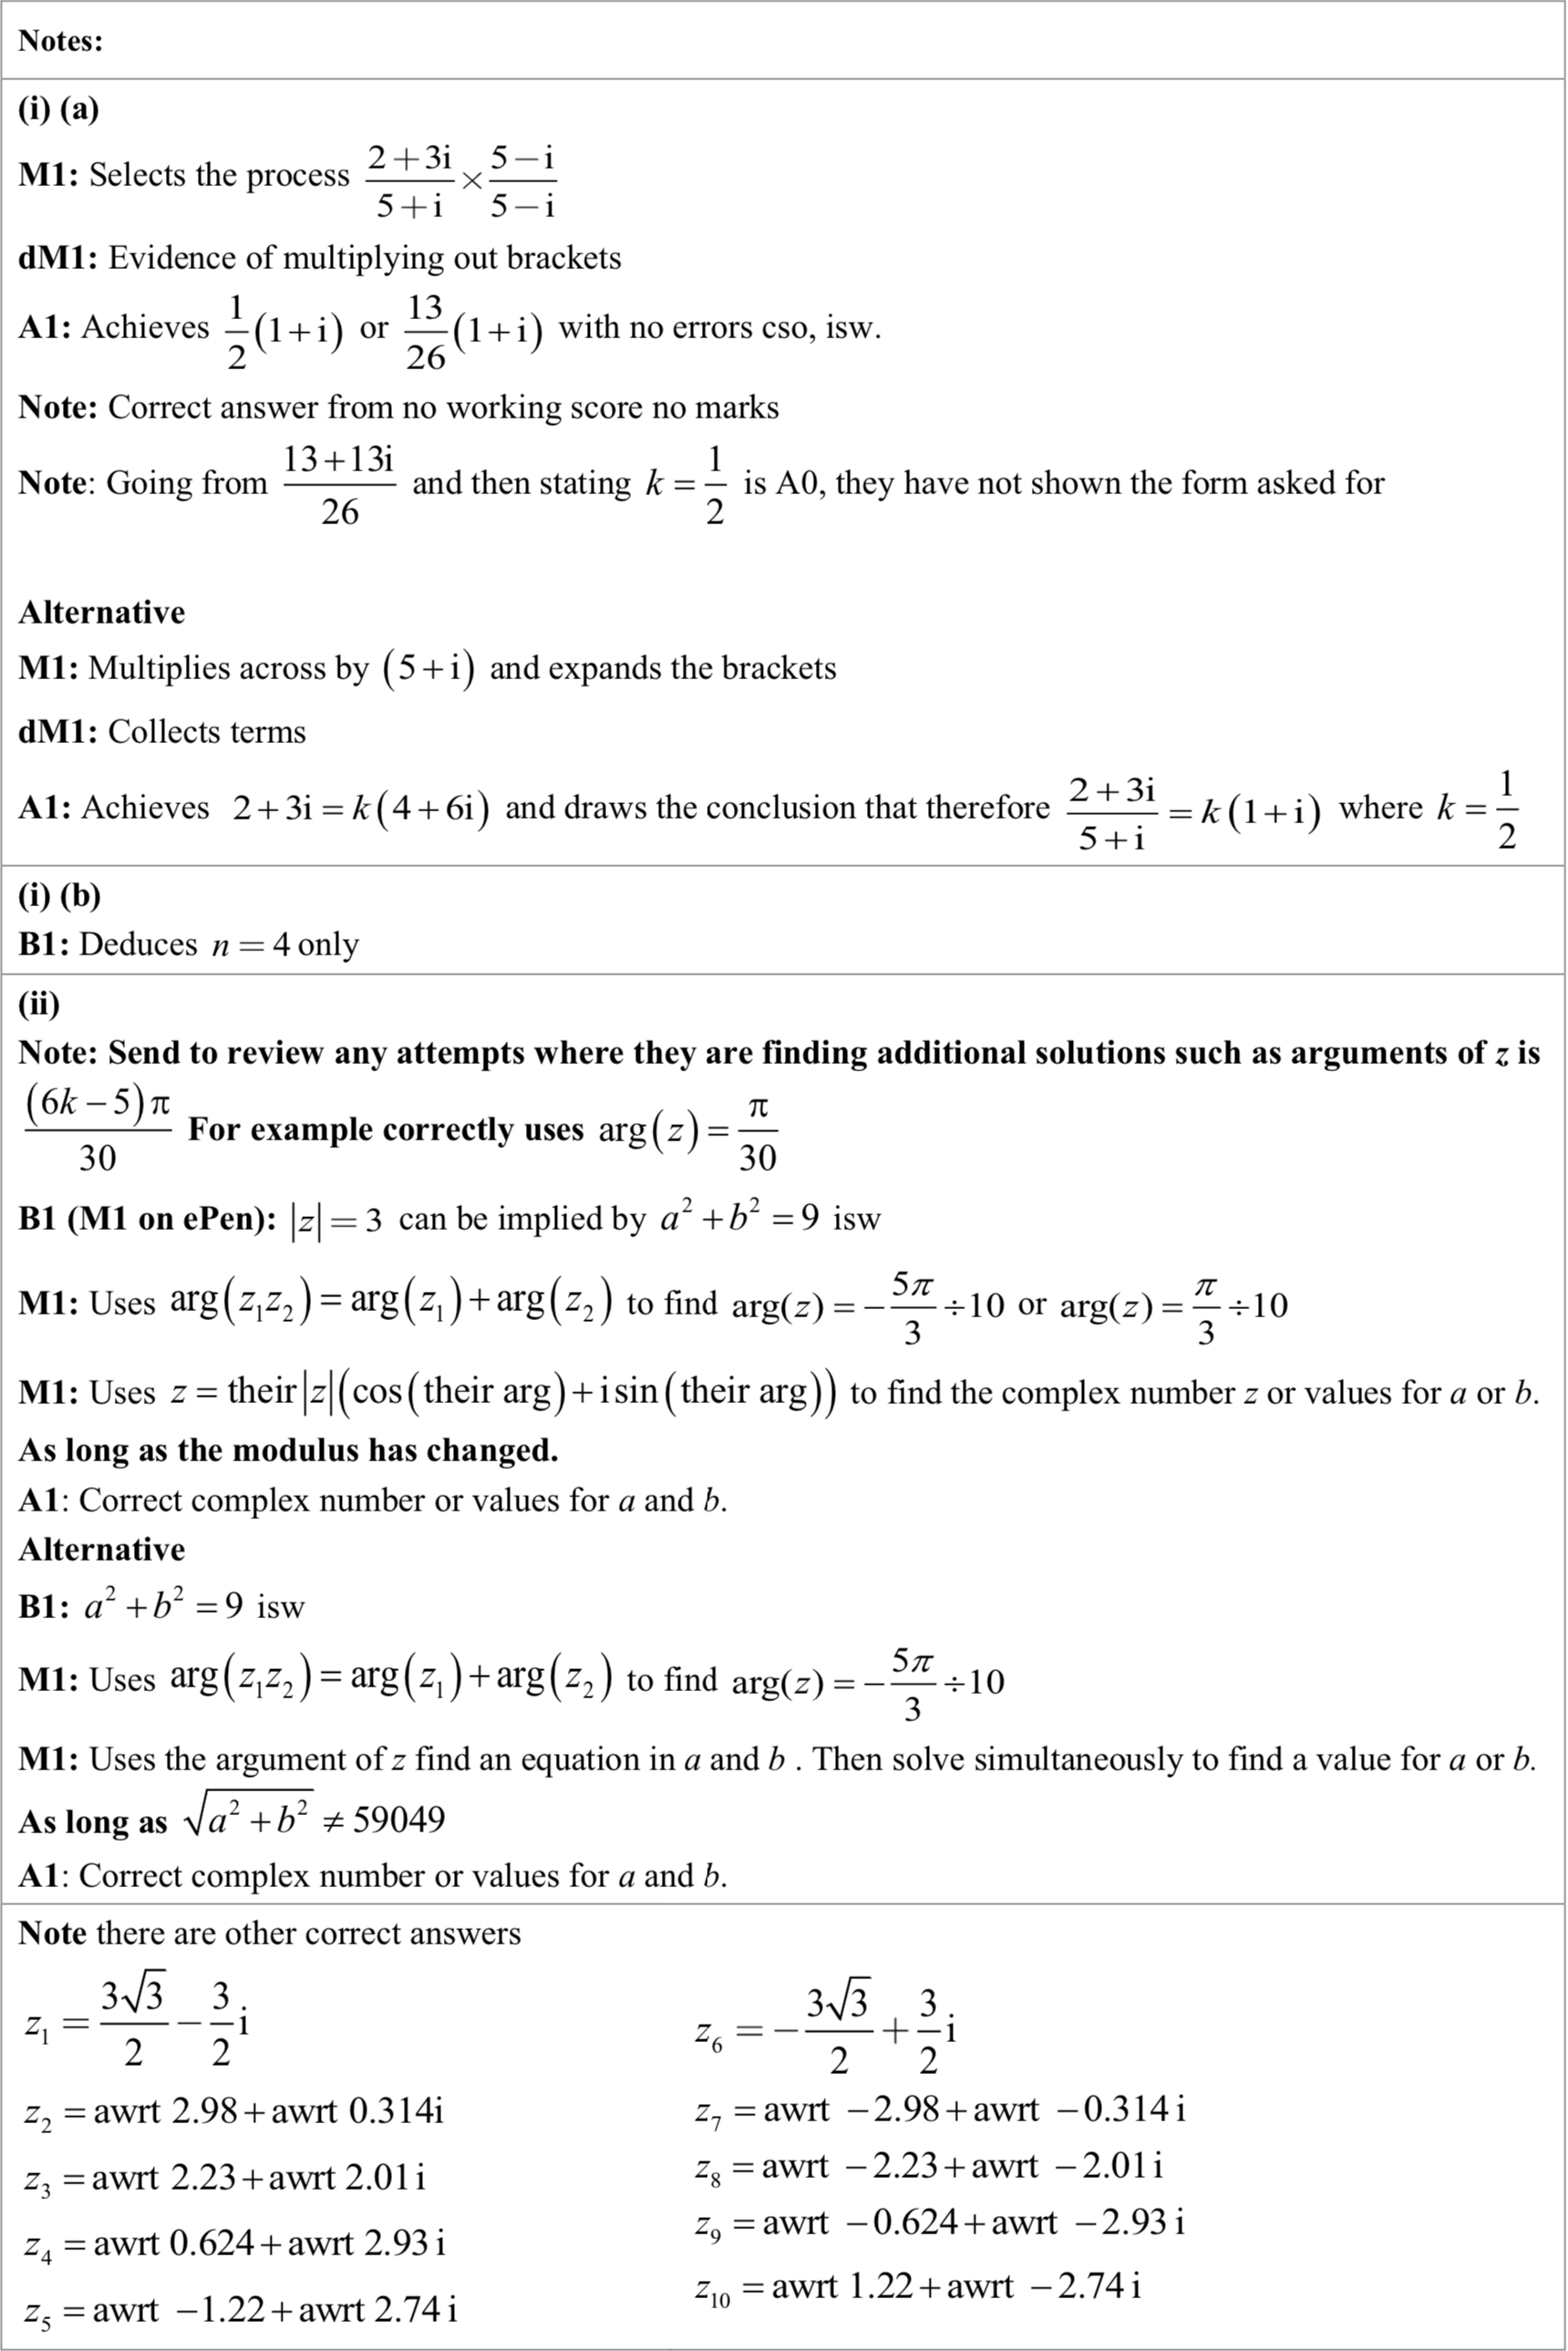 Notes:
(i) (a)
M1: Selects the process $\frac{2+3i}{5+i} \times \frac{5-i}{5-i}$
dM1: Evidence of multiplying out brackets
A1: Achieves $\frac{1}{2}(1+i)$ or $\frac{13}{26}(1+i)$ with no errors cso, isw.
Note: Correct answer from no working score no marks
Note: Going from $\frac{13+13i}{26}$ and then stating $k = \frac{1}{2}$ is A0, they have not shown the form asked for
Alternative
M1: Multiplies across by $(5+i)$ and expands the brackets
dM1: Collects terms
A1: Achieves $2+3i = k(4+6i)$ and draws the conclusion that therefore $\frac{2+3i}{5+i} = k(1+i)$ where $k = \frac{1}{2}$
(i) (b)
B1: Deduces $n = 4$ only
(ii)
Note: Send to review any attempts where they are finding additional solutions such as arguments of z is
$\frac{(6k-5)\pi}{30}$ For example correctly uses $\arg(z) = \frac{\pi}{30}$
B1 (M1 on ePen): $|z| = 3$ can be implied by $a^2 + b^2 = 9$ isw
M1: Uses $\arg(z_1 z_2) = \arg(z_1) + \arg(z_2)$ to find $\arg(z) = -\frac{5\pi}{3} \div 10$ or $\arg(z) = \frac{\pi}{3} \div 10$
M1: Uses $z = \text{their}|z|(\cos(\text{their arg}) + i\sin(\text{their arg}))$ to find the complex number z or values for a or b.
As long as the modulus has changed.
A1: Correct complex number or values for a and b.
Alternative
B1: $a^2 + b^2 = 9$ isw
M1: Uses $\arg(z_1 z_2) = \arg(z_1) + \arg(z_2)$ to find $\arg(z) = -\frac{5\pi}{3} \div 10$
M1: Uses the argument of z find an equation in a and b . Then solve simultaneously to find a value for a or b.
As long as $\sqrt{a^2 + b^2} \neq 59049$
A1: Correct complex number or values for a and b.
Note there are other correct answers
$z_1 = \frac{3\sqrt{3}}{2} - \frac{3}{2}i$
$z_2 =$ awrt 2.98 + awrt 0.314i
$z_3 =$ awrt 2.23 + awrt 2.01i
$z_4 =$ awrt 0.624 + awrt 2.93i
$z_5 =$ awrt −1.22 + awrt 2.74i
$z_6 = -\frac{3\sqrt{3}}{2} + \frac{3}{2}i$
$z_7 =$ awrt −2.98 + awrt −0.314i
$z_8 =$ awrt −2.23 + awrt −2.01i
$z_9 =$ awrt −0.624 + awrt −2.93i
$z_{10} =$ awrt 1.22 + awrt −2.74i